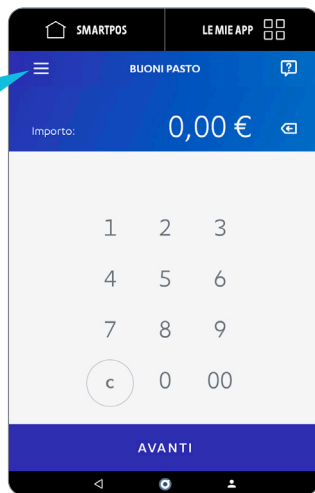 SMARTPOS LE MIE APP
BUONI PASTO
?
Importo: 0,00 €
1 2 3
4 5 6
7 8 9
c 0 00
AVANTI